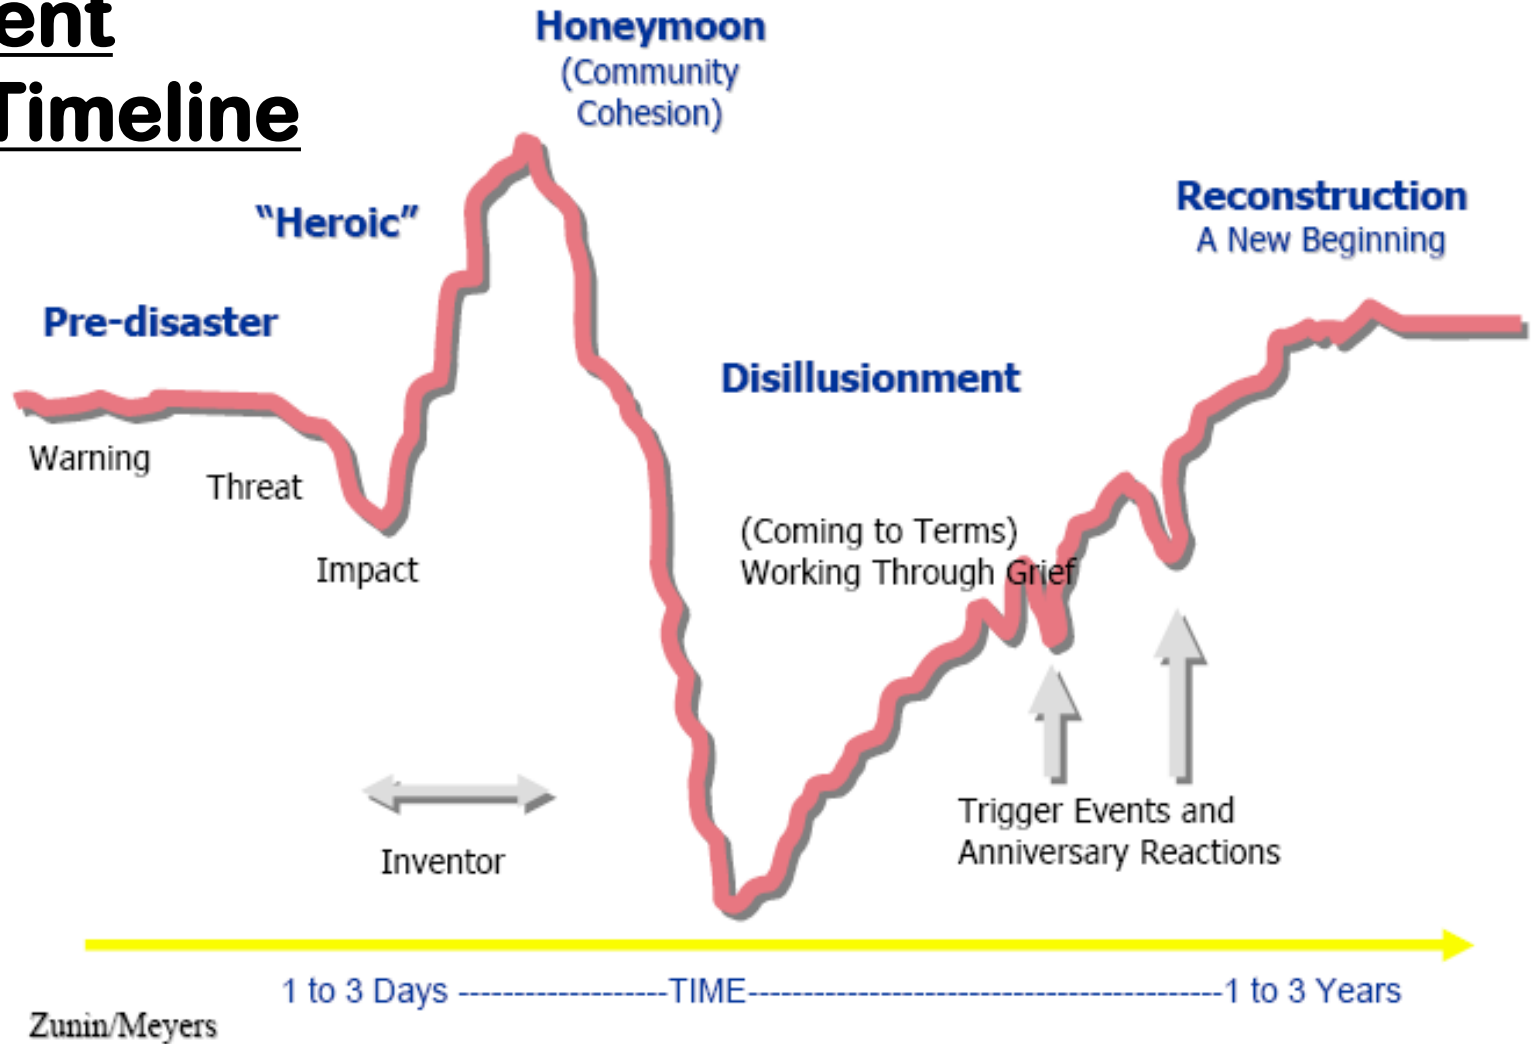 ent
Timeline
Honeymoon
(Community
Cohesion)
“Heroic”
Reconstruction
A New Beginning
Pre-disaster
Disillusionment
Warning
Threat
Impact
(Coming to Terms)
Working Through Grief
Trigger Events and
Anniversary Reactions
Inventor
1 to 3 Days -------------------TIME-------------------------------------------1 to 3 Years
Zunin/Meyers